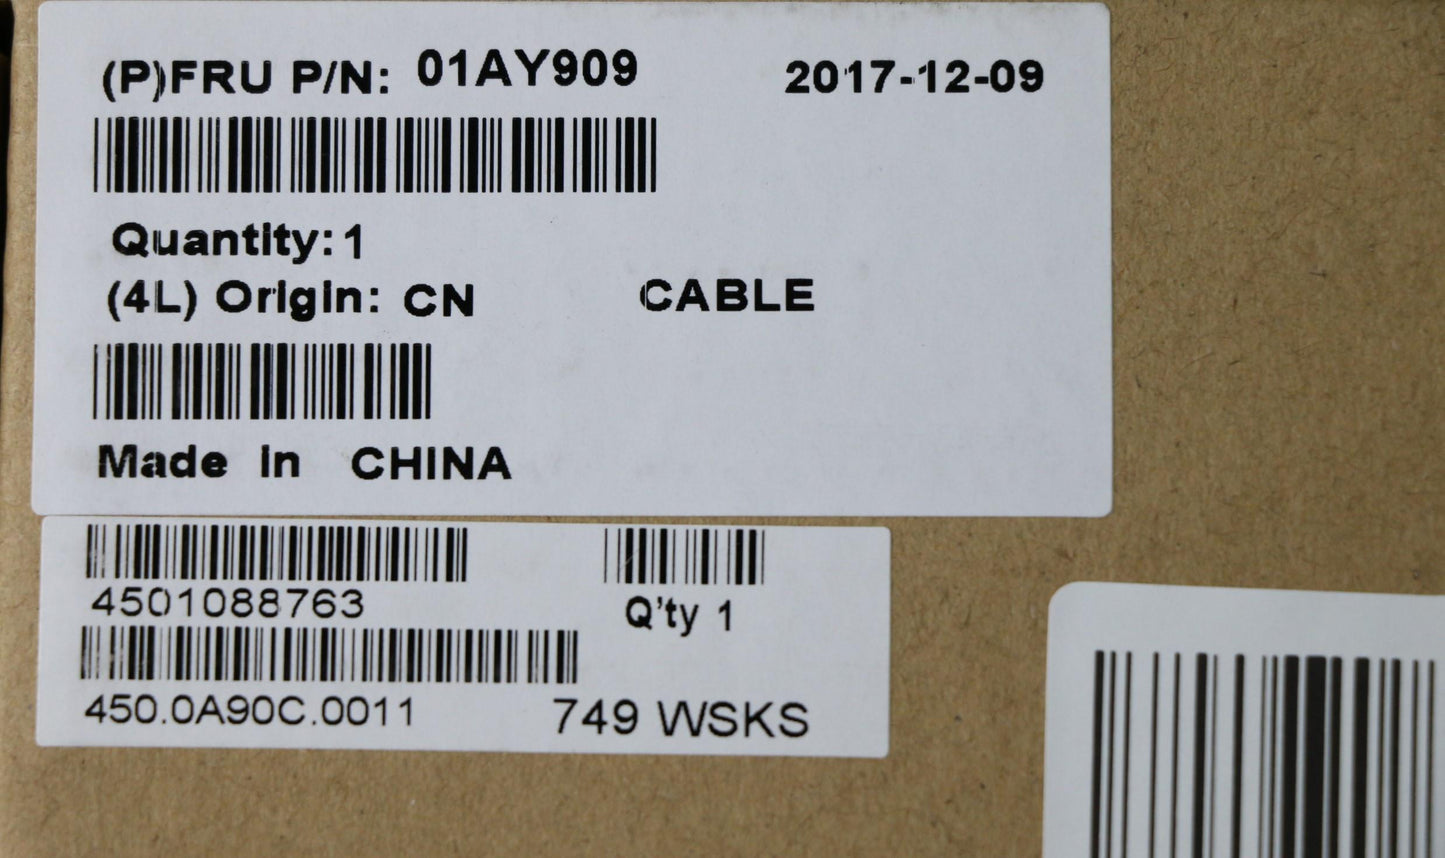 (P)FRU P/N: 01AY909 2017-12-09
Quantity: 1
(4L) Origin: CN CABLE
Made In CHINA
4501088763
Q'ty 1
450.0A90C.0011 749 WSKS